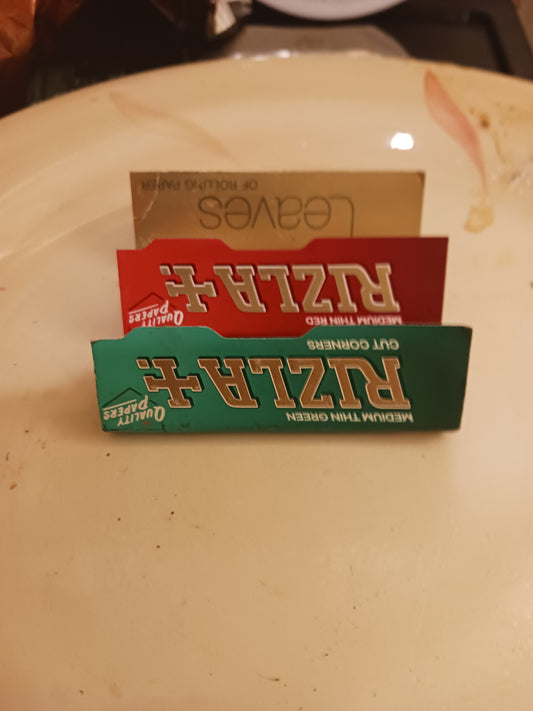 Leaves
OF ROLLING PAPER
MEDIUM THIN RED
RIZLA+.
QUALITY
PAPERS
MEDIUM THIN GREEN
RIZLA+.
CUT CORNERS
QUALITY
PAPERS